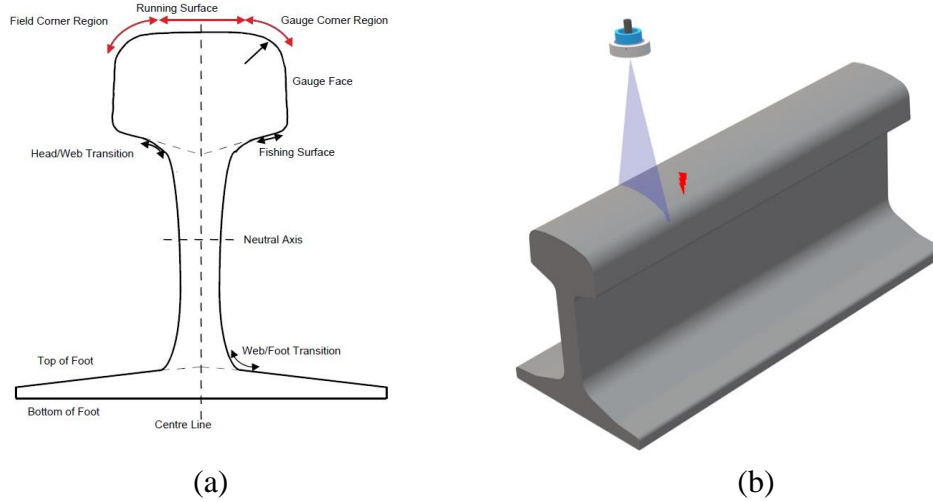 Running Surface
Field Corner Region
Gauge Corner Region
Gauge Face
Head/Web Transition
Fishing Surface
Neutral Axis
Web/Foot Transition
Top of Foot
Bottom of Foot
Centre Line
(a)
(b)